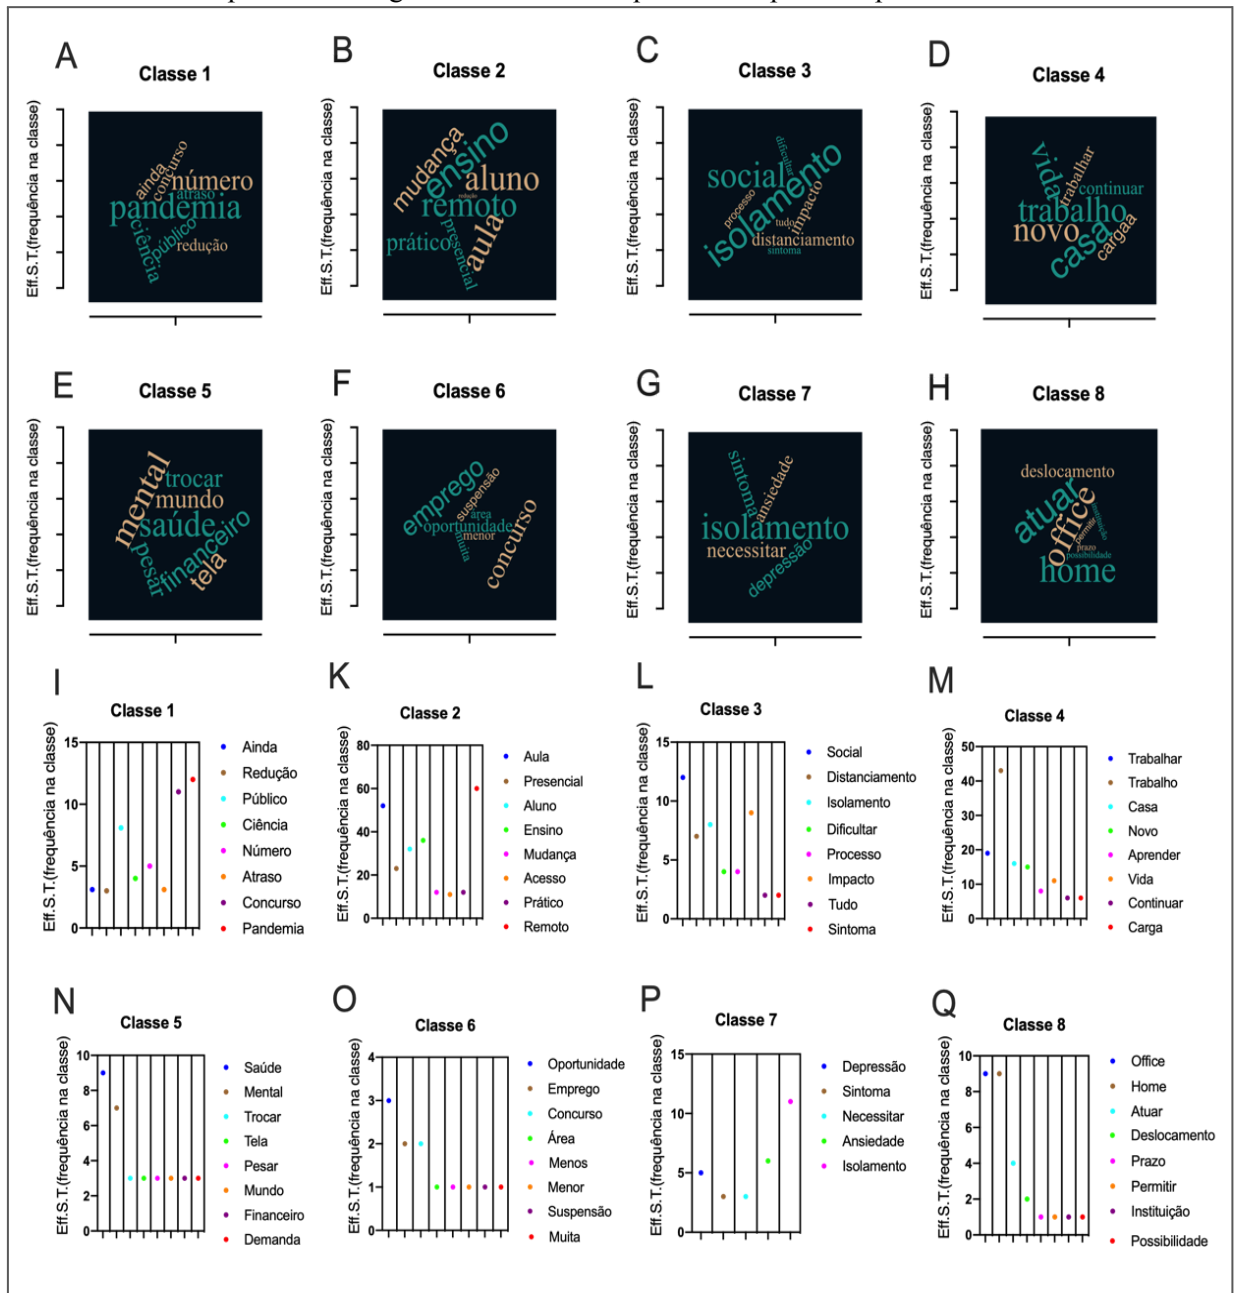 A
Classe 1
Eff.S.T.(frequência na classe)
ainda
concurso
número
atraso
pandemia
ciência
público
redução
B
Classe 2
Eff.S.T.(frequência na classe)
mudança
ensino
aluno
remoto
prático
presencial
aula
C
Classe 3
Eff.S.T.(frequência na classe)
dificultar
social
isolamento
processo
impacto
tudo
distanciamento
sintoma
D
Classe 4
Eff.S.T.(frequência na classe)
vida
trabalhar
continuar
trabalho
novo
casa
cargaa
E
Classe 5
Eff.S.T.(frequência na classe)
mental
trocar
mundo
saúde
pesar
financeiro
tela
F
Classe 6
Eff.S.T.(frequência na classe)
emprego
suspensão
área
oportunidade
menor
muita
concurso
G
Classe 7
Eff.S.T.(frequência na classe)
sintoma
ansiedade
isolamento
necessitar
depressão
H
Classe 8
Eff.S.T.(frequência na classe)
deslocamento
atuar
office
instituição
permitir
prazo
possibilidade
home
I
Classe 1
Eff.S.T.(frequência na classe)
15
10
5
0
Ainda
Redução
Público
Ciência
Número
Atraso
Concurso
Pandemia
K
Classe 2
Eff.S.T.(frequência na classe)
80
60
40
20
0
Aula
Presencial
Aluno
Ensino
Mudança
Acesso
Prático
Remoto
L
Classe 3
Eff.S.T.(frequência na classe)
15
10
5
0
Social
Distanciamento
Isolamento
Dificultar
Processo
Impacto
Tudo
Sintoma
M
Classe 4
Eff.S.T.(frequência na classe)
50
40
30
20
10
0
Trabalhar
Trabalho
Casa
Novo
Aprender
Vida
Continuar
Carga
N
Classe 5
Eff.S.T.(frequência na classe)
10
8
6
4
2
0
Saúde
Mental
Trocar
Tela
Pesar
Mundo
Financeiro
Demanda
O
Classe 6
Eff.S.T.(frequência na classe)
4
3
2
1
0
Oportunidade
Emprego
Concurso
Área
Menos
Menor
Suspensão
Muita
P
Classe 7
Eff.S.T.(frequência na classe)
15
10
5
0
Depressão
Sintoma
Necessitar
Ansiedade
Isolamento
Q
Classe 8
Eff.S.T.(frequência na classe)
10
8
6
4
2
0
Office
Home
Atuar
Deslocamento
Prazo
Permitir
Instituição
Possibilidade